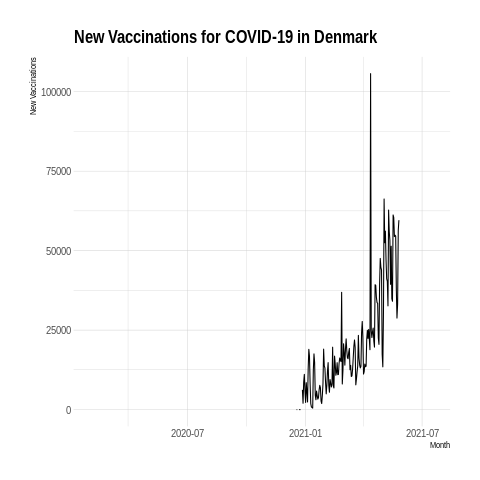 New Vaccinations for COVID-19 in Denmark
New Vaccinations
100000
75000
50000
25000
0
2020-07 2021-01 2021-07
Month